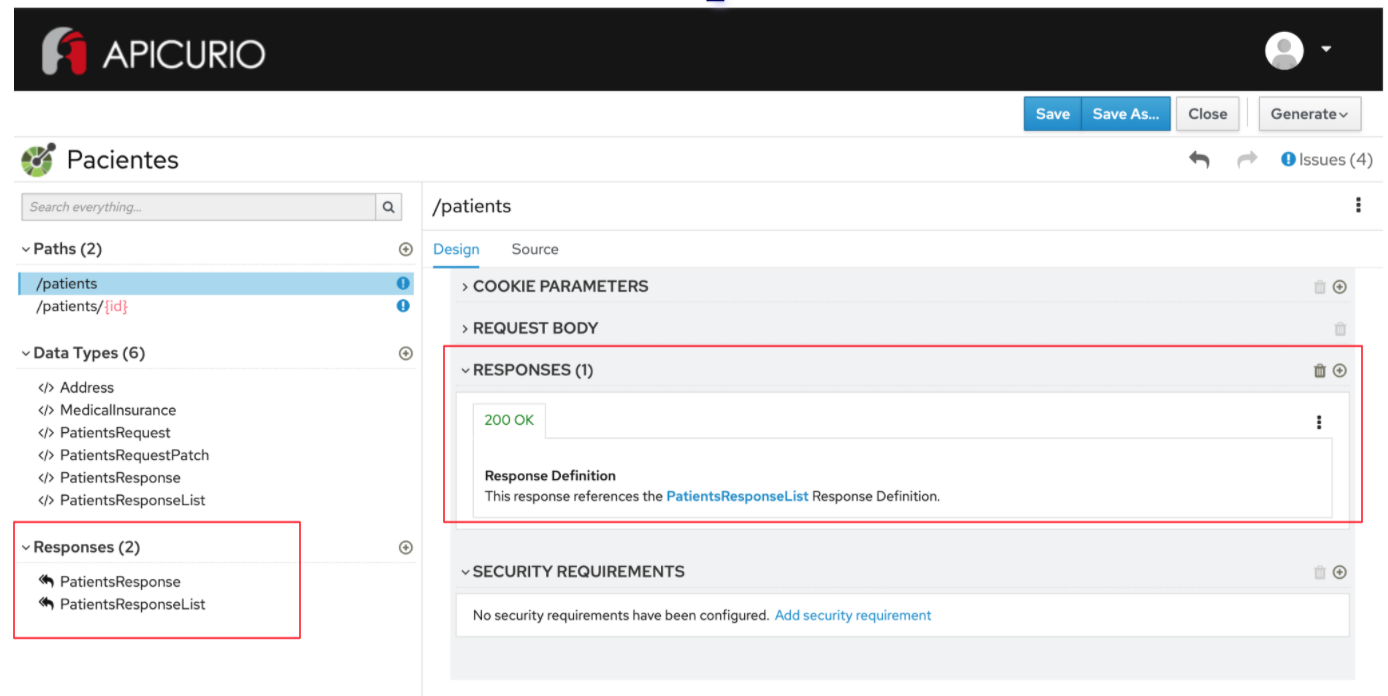 APICURIO
Save Save As... Close Generate
Pacientes
Issues (4)
Search everything...
Paths (2)
/patients
/patients/{id}
Data Types (6)
</> Address
</> MedicalInsurance
</> PatientsRequest
</> PatientsRequestPatch
</> PatientsResponse
</> PatientsResponseList
Responses (2)
PatientsResponse
PatientsResponseList
/patients
Design Source
COOKIE PARAMETERS
REQUEST BODY
RESPONSES (1)
200 OK
Response Definition
This response references the PatientsResponseList Response Definition.
SECURITY REQUIREMENTS
No security requirements have been configured. Add security requirement